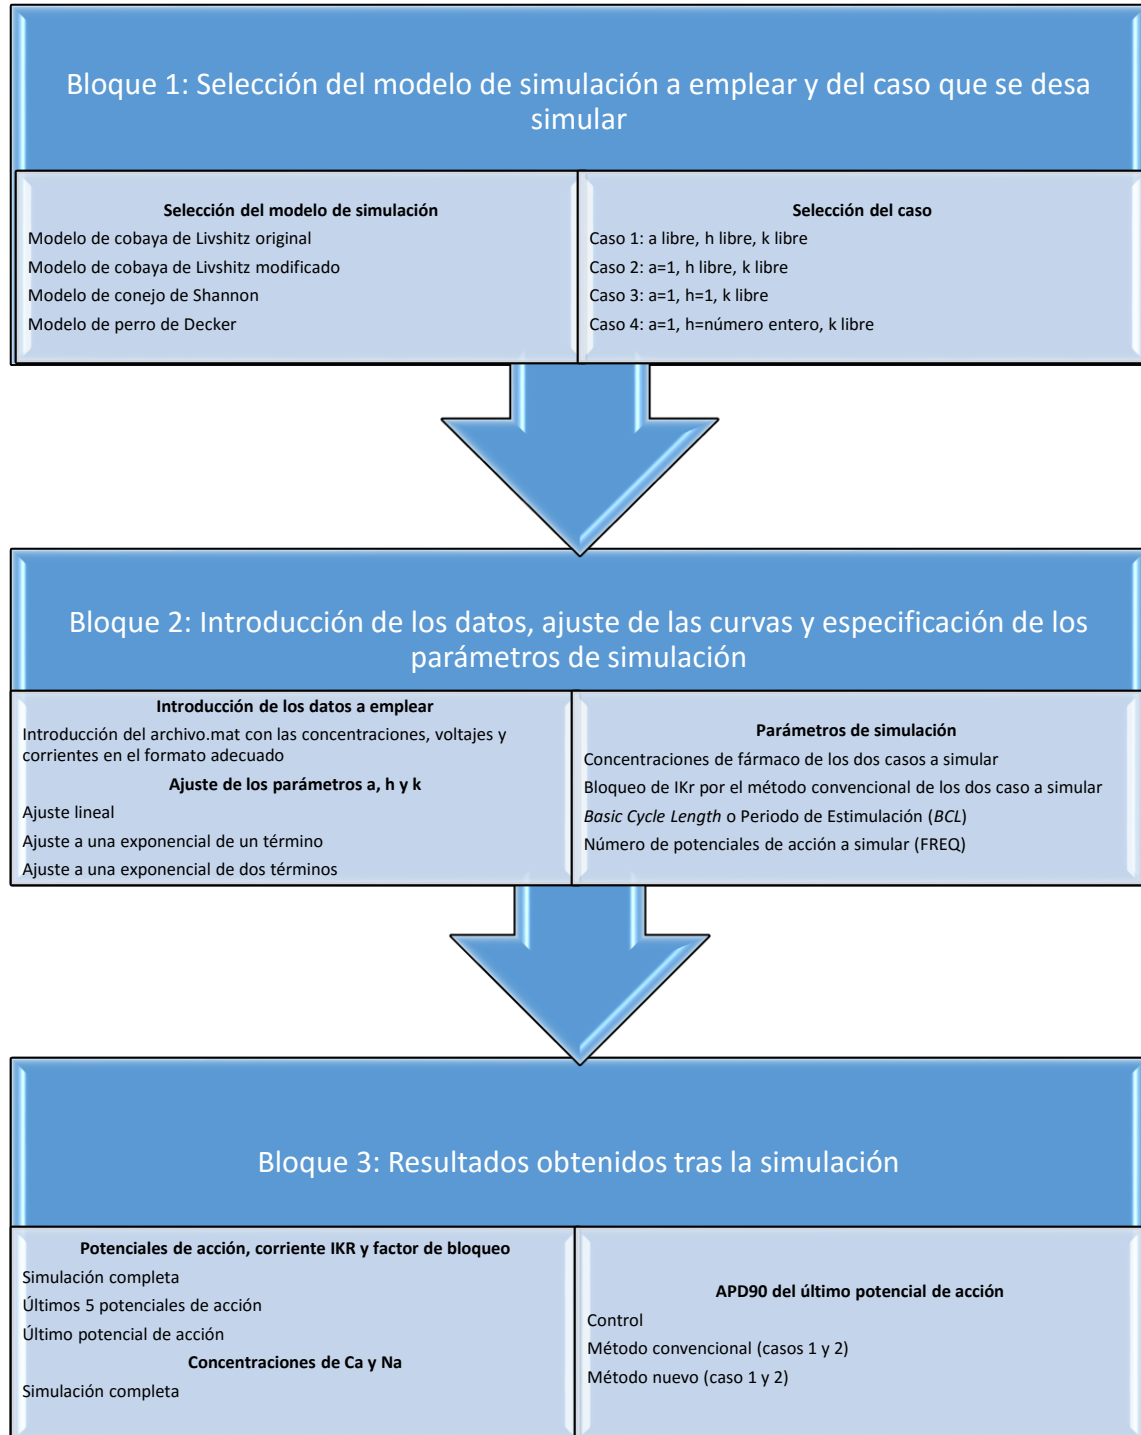 Bloque 1: Selección del modelo de simulación a emplear y del caso que se desa
simular
Selección del modelo de simulación
Modelo de cobaya de Livshitz original
Modelo de cobaya de Livshitz modificado
Modelo de conejo de Shannon
Modelo de perro de Decker
Selección del caso
Caso 1: a libre, h libre, k libre
Caso 2: a=1, h libre, k libre
Caso 3: a=1, h=1, k libre
Caso 4: a=1, h=número entero, k libre
Bloque 2: Introducción de los datos, ajuste de las curvas y especificación de los
parámetros de simulación
Introducción de los datos a emplear
Introducción del archivo.mat con las concentraciones, voltajes y
corrientes en el formato adecuado
Ajuste de los parámetros a, h y k
Ajuste lineal
Ajuste a una exponencial de un término
Ajuste a una exponencial de dos términos
Parámetros de simulación
Concentraciones de fármaco de los dos casos a simular
Bloqueo de IKr por el método convencional de los dos caso a simular
Basic Cycle Length o Periodo de Estimulación (BCL)
Número de potenciales de acción a simular (FREQ)
Bloque 3: Resultados obtenidos tras la simulación
Potenciales de acción, corriente IKR y factor de bloqueo
Simulación completa
Últimos 5 potenciales de acción
Último potencial de acción
Concentraciones de Ca y Na
Simulación completa
APD90 del último potencial de acción
Control
Método convencional (casos 1 y 2)
Método nuevo (caso 1 y 2)